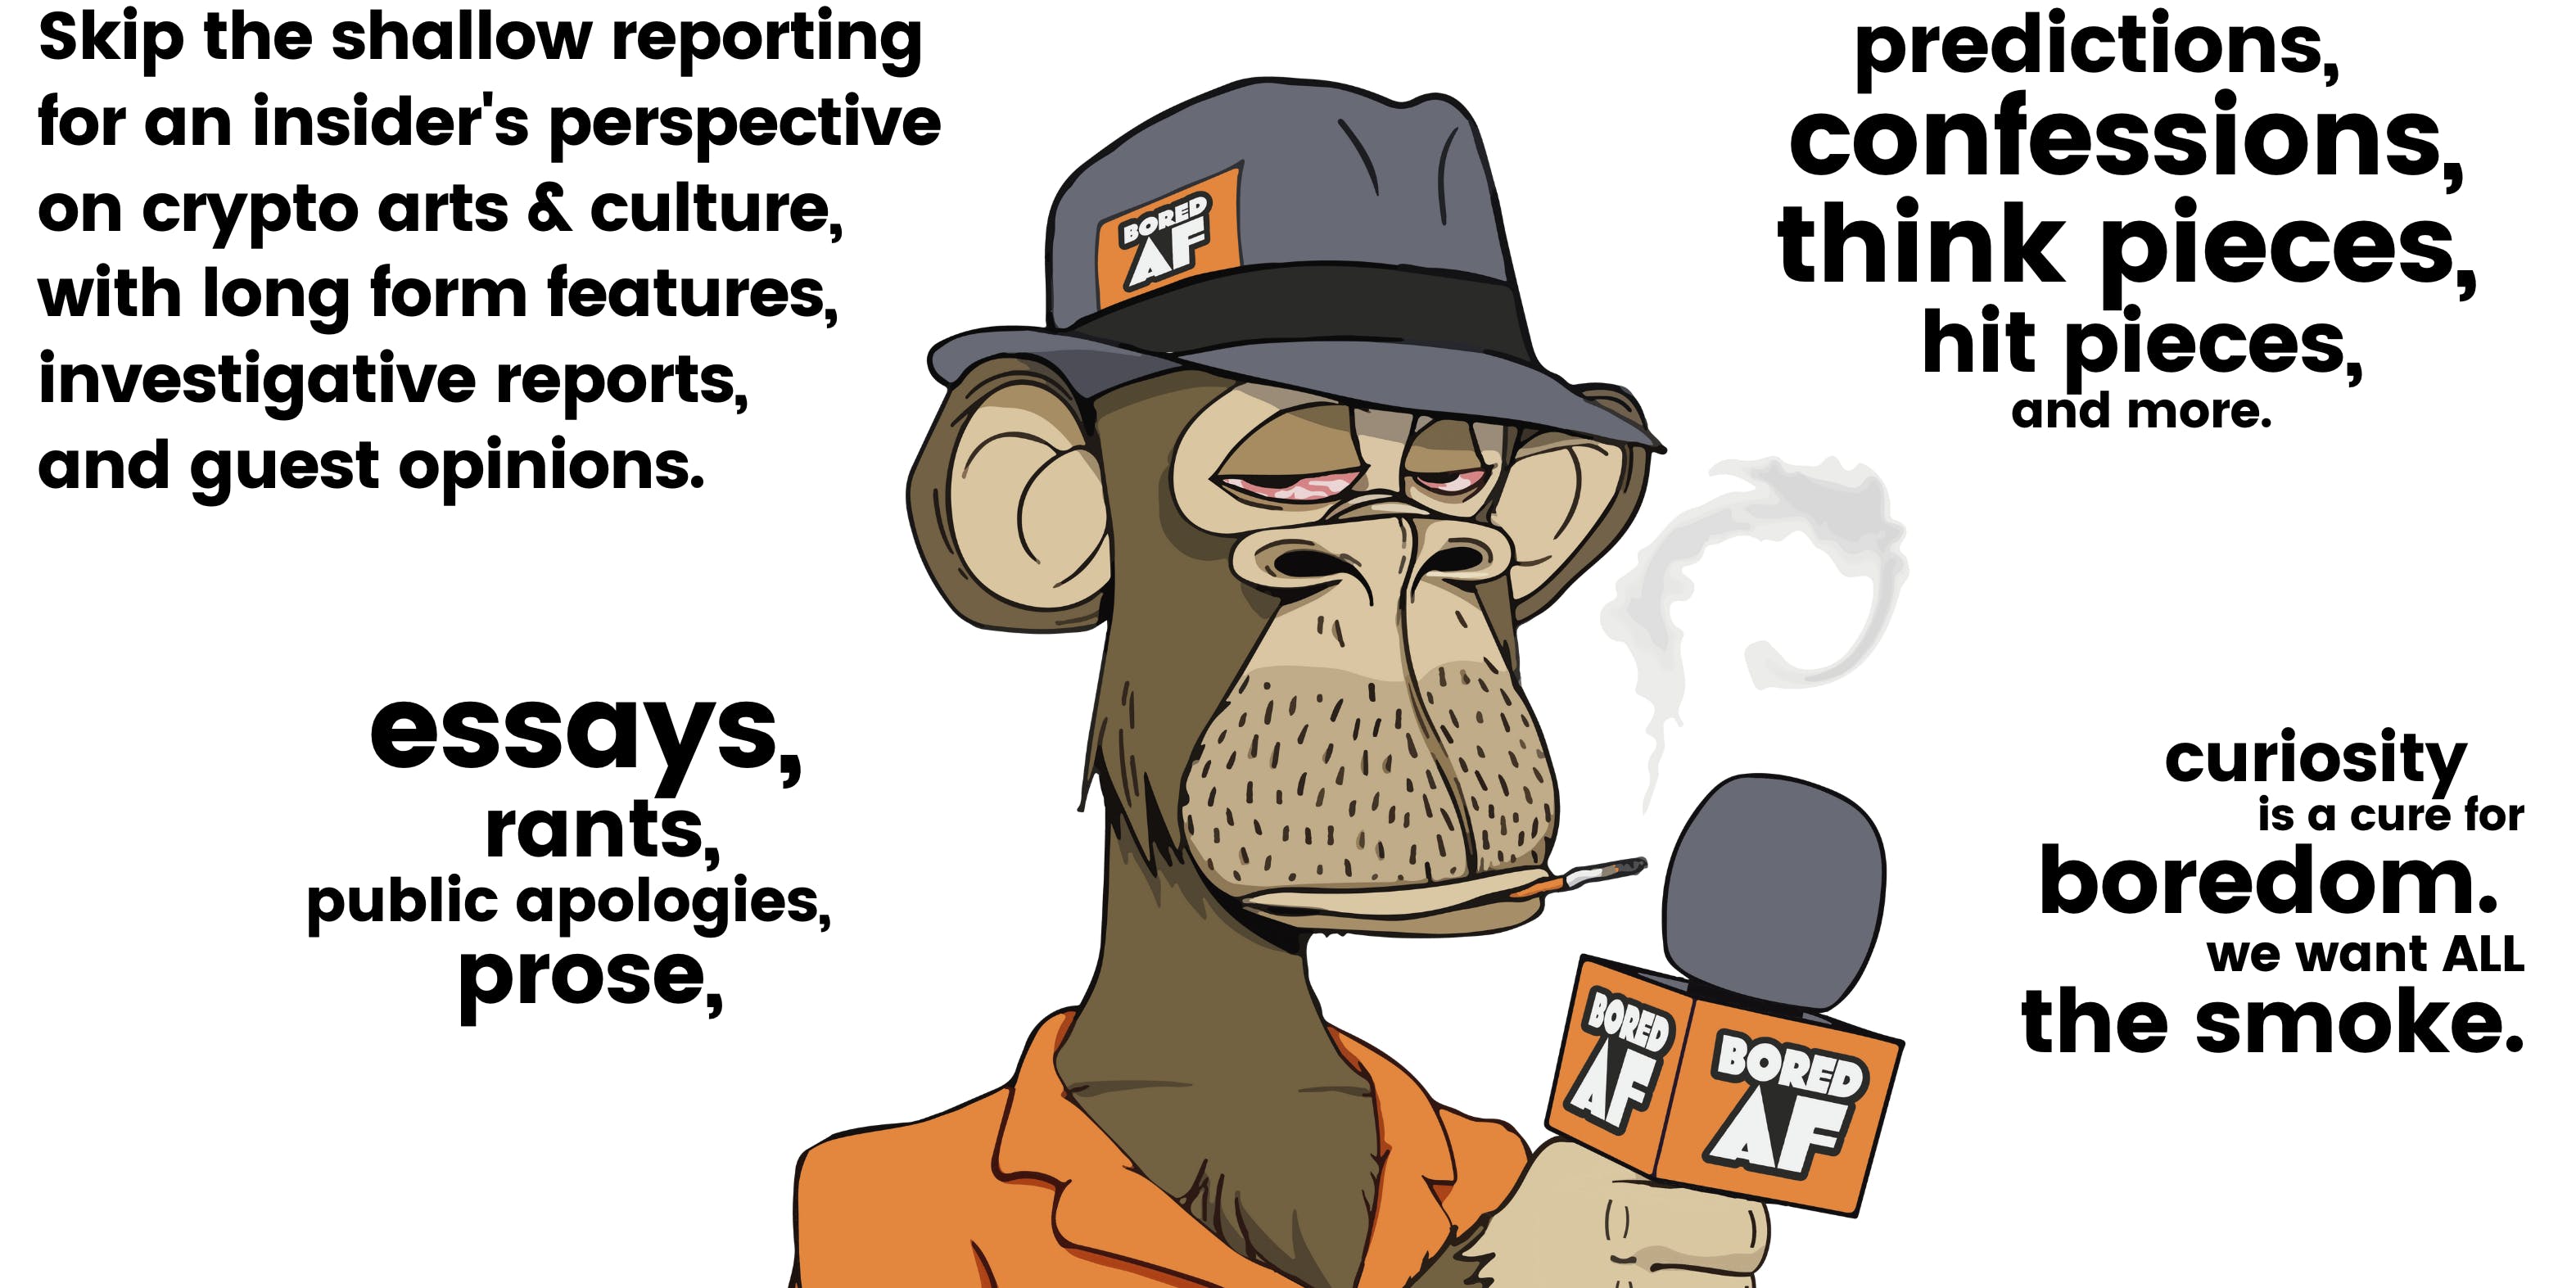 Skip the shallow reporting
for an insider's perspective
on crypto arts & culture,
with long form features,
investigative reports,
and guest opinions.
essays,
rants,
public apologies,
prose,
predictions,
confessions,
think pieces,
hit pieces,
and more.
curiosity
is a cure for
boredom.
we want ALL
the smoke.
BORED
AF
BORED
AF
BORED
AF